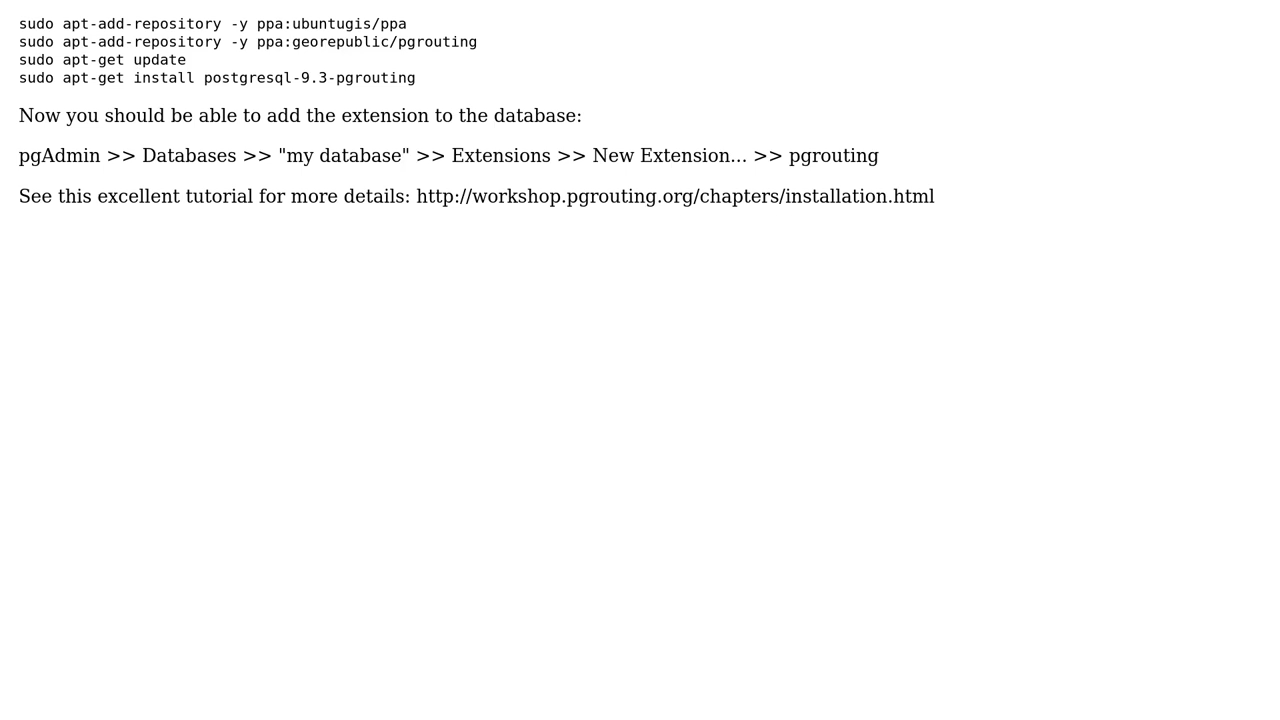 sudo apt-add-repository -y ppa:ubuntugis/ppa
sudo apt-add-repository -y ppa:georepublic/pgrouting
sudo apt-get update
sudo apt-get install postgresql-9.3-pgrouting
Now you should be able to add the extension to the database:
pgAdmin >> Databases >> "my database" >> Extensions >> New Extension... >> pgrouting
See this excellent tutorial for more details: http://workshop.pgrouting.org/chapters/installation.html